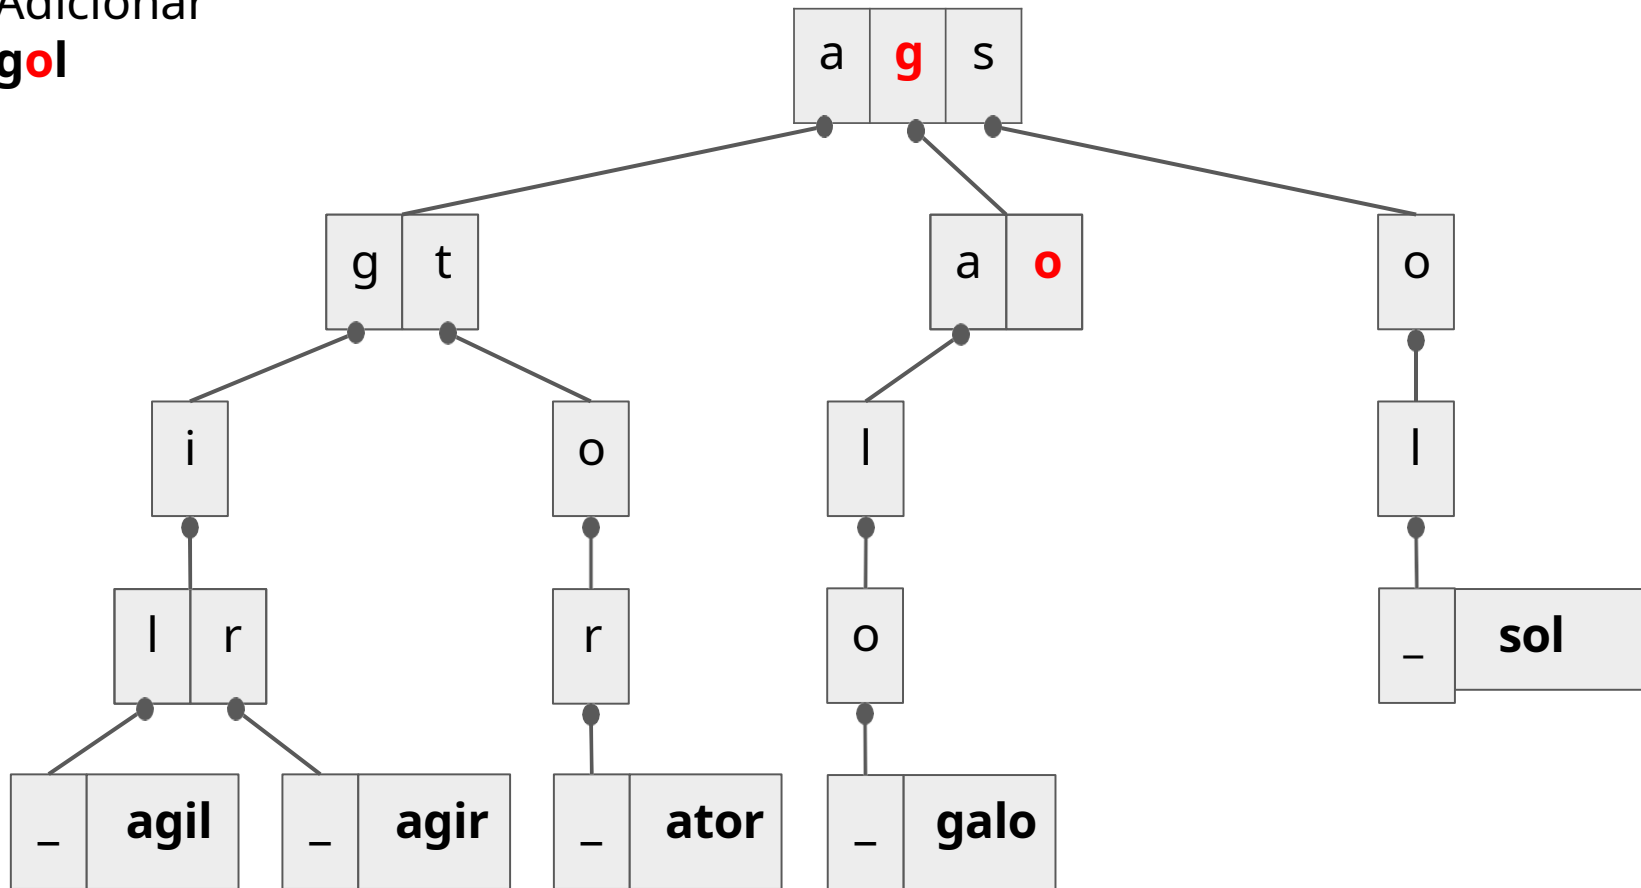 Adicionar
gol
a g s
g t
a o
o
i
o
l
l
l r
r
o
_ sol
_ agil
_ agir
_ ator
_ galo